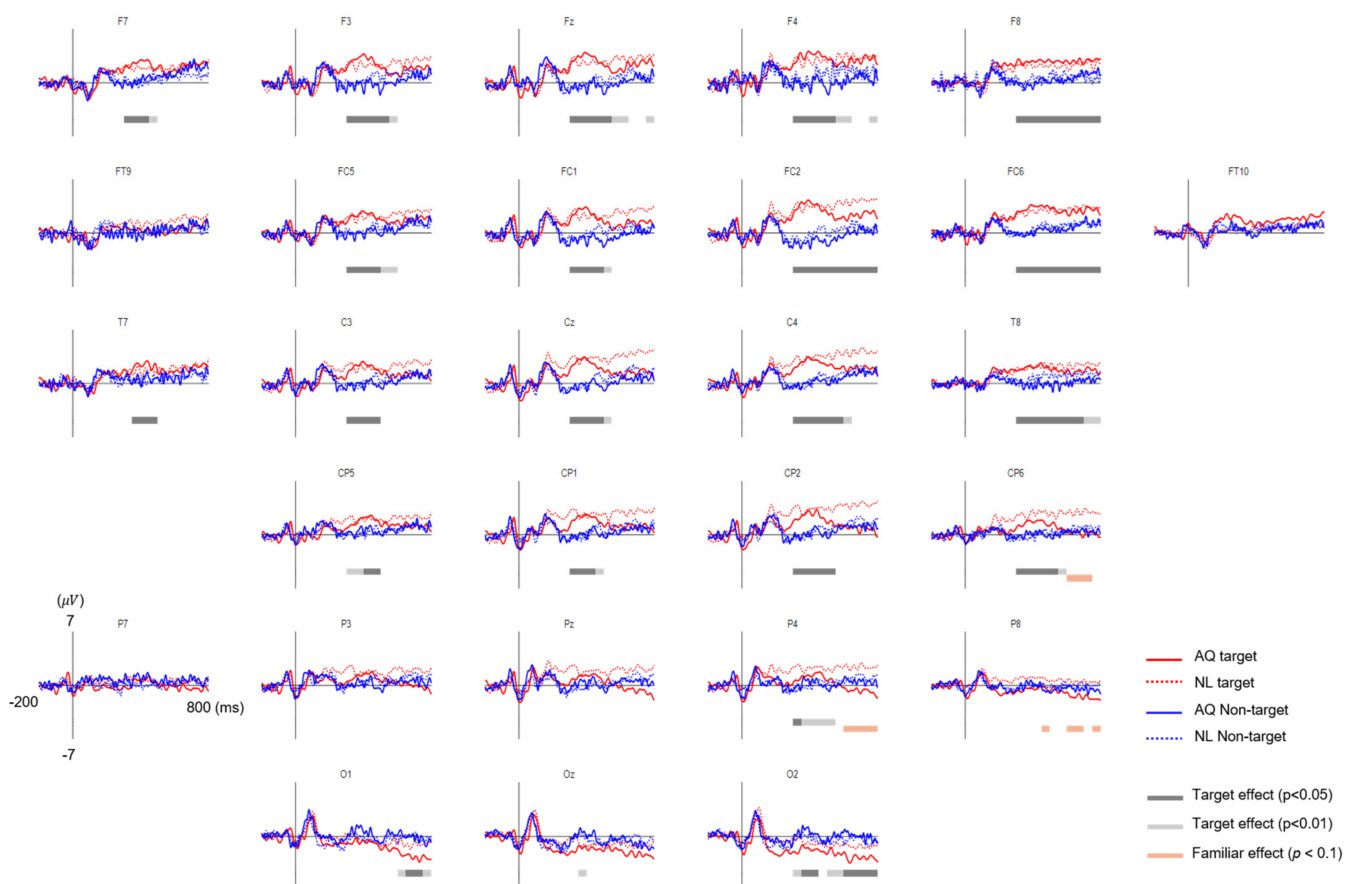 F7 F3 Fz F4 F8
FT9 FC5 FC1 FC2 FC6 FT10
T7 C3 Cz C4 T8
CP5 CP1 CP2 CP6
(μV)
7
P7 P3 Pz P4 P8
-200 800 (ms)
-7
AQ target
NL target
AQ Non-target
NL Non-target
O1 Oz O2
Target effect (p<0.05)
Target effect (p<0.01)
Familiar effect (p < 0.1)